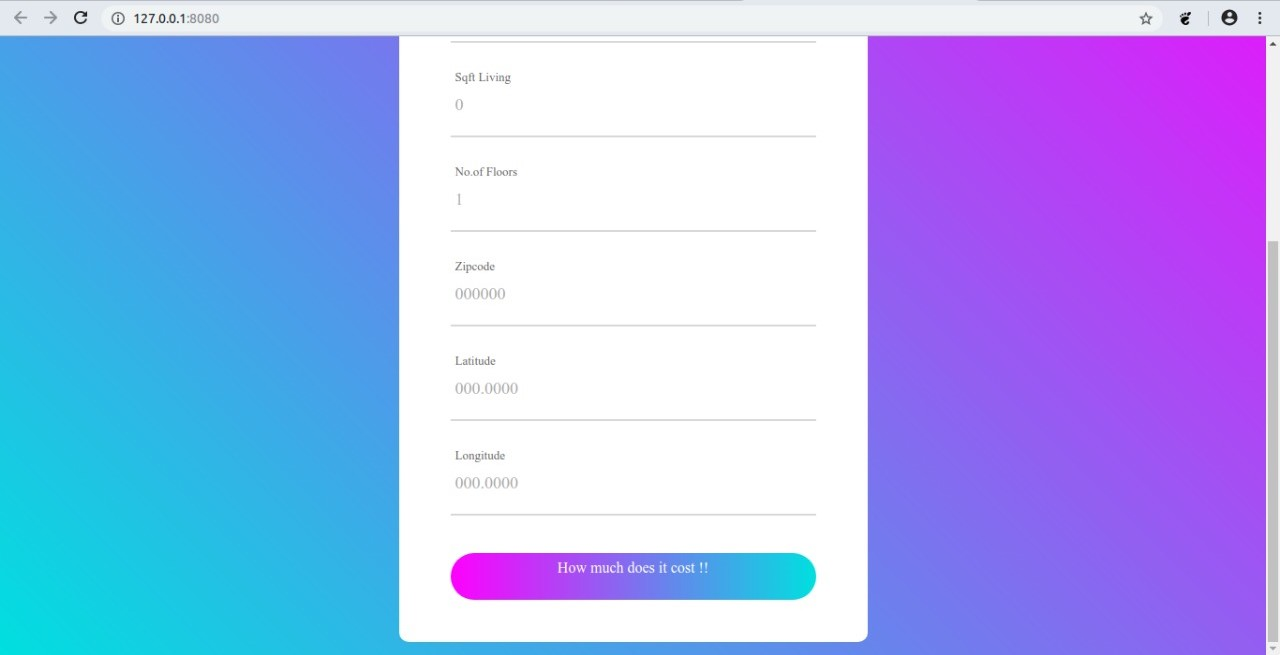 127.0.0.1:8080
Sqft Living
0
No.of Floors
1
Zipcode
000000
Latitude
000.0000
Longitude
000.0000
How much does it cost !!